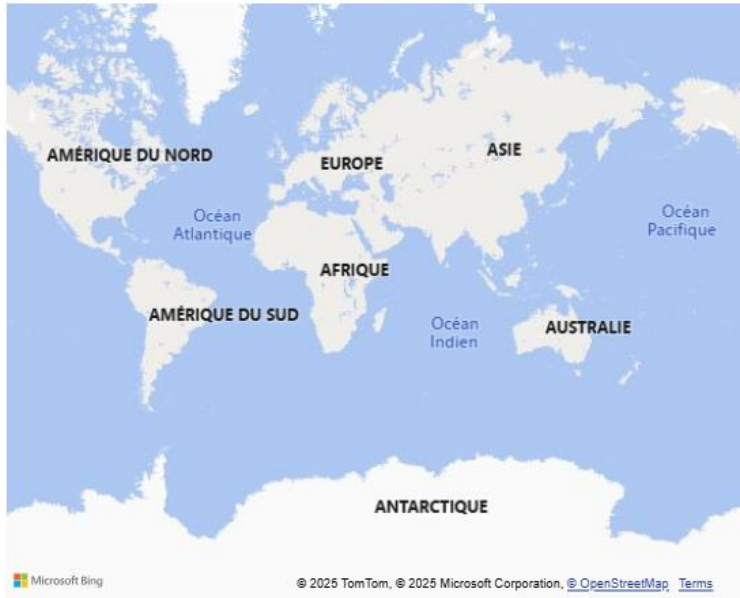 AMÉRIQUE DU NORD
EUROPE
ASIE
Océan
Atlantique
Océan
Pacifique
AFRIQUE
AMÉRIQUE DU SUD
Océan
Indien
AUSTRALIE
ANTARCTIQUE
Microsoft Bing
© 2025 TomTom, © 2025 Microsoft Corporation, © OpenStreetMap Terms